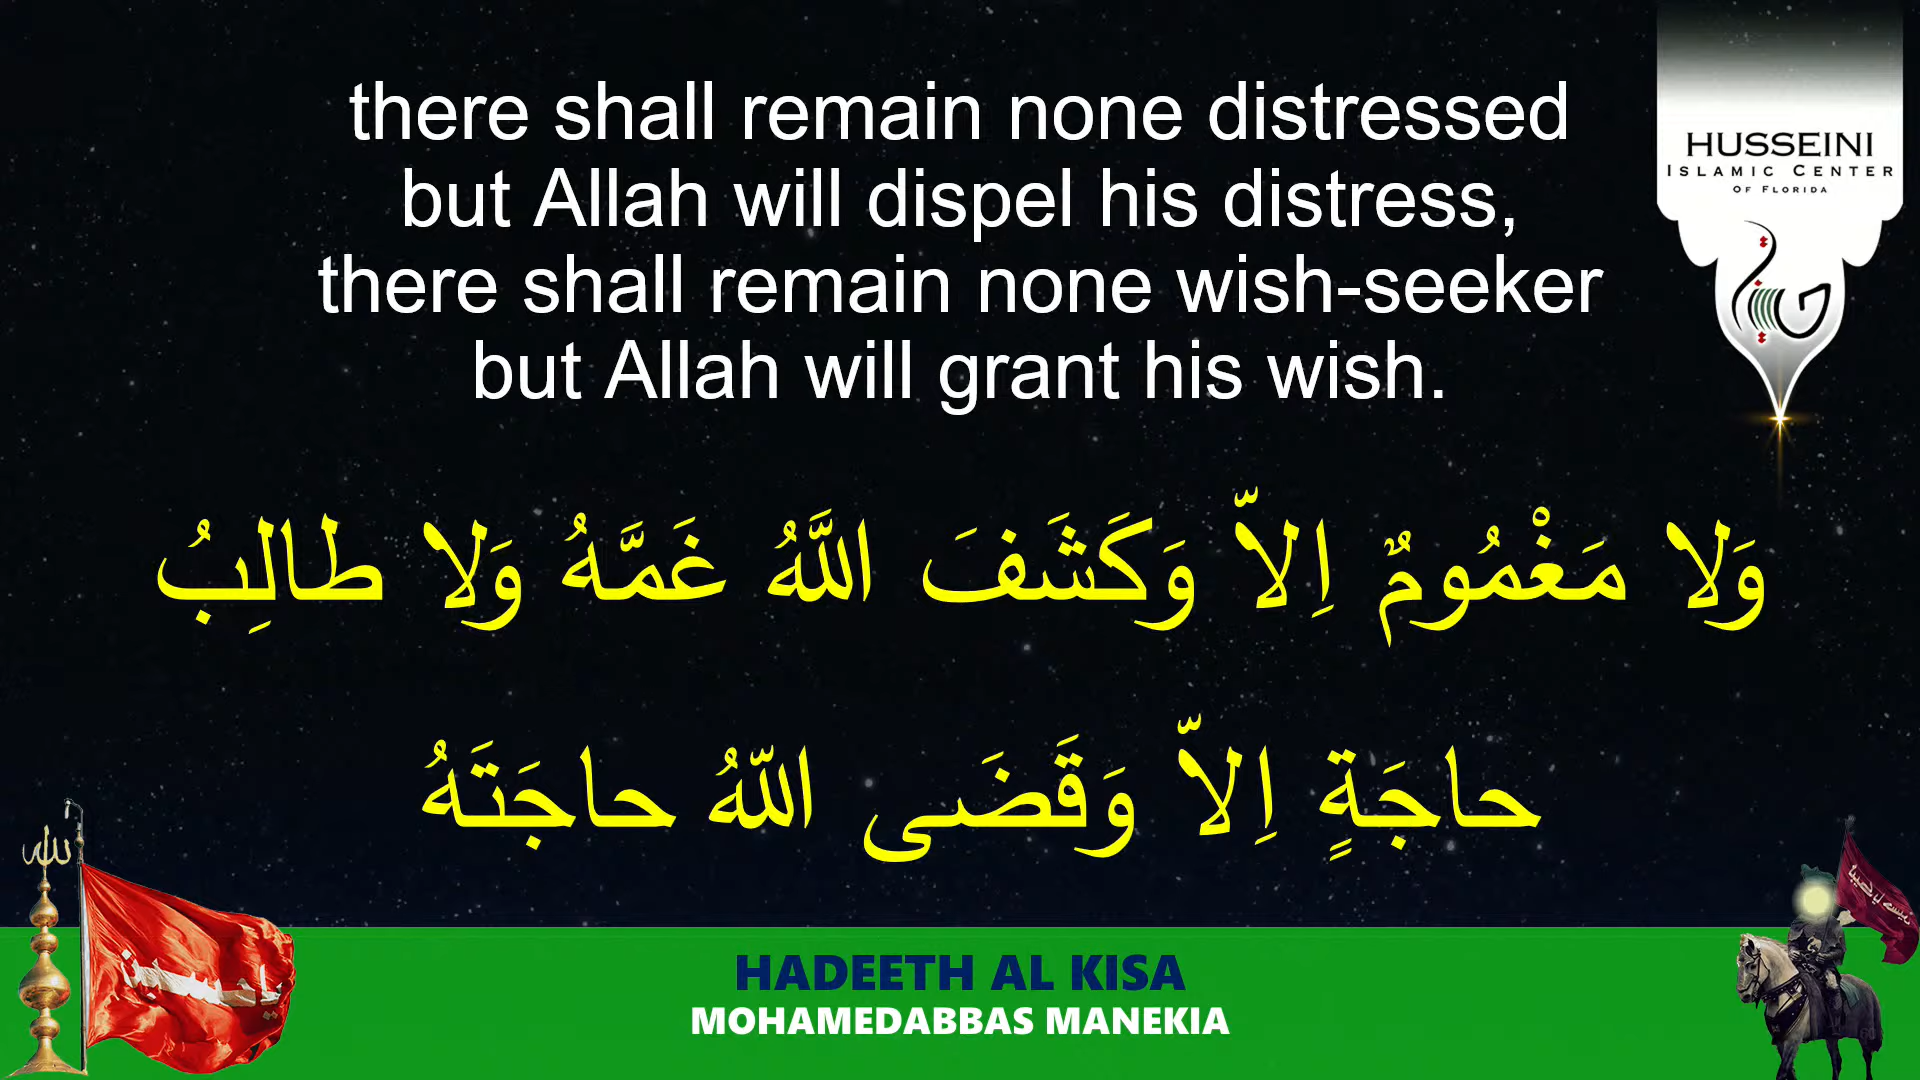 there shall remain none distressed
but Allah will dispel his distress,
there shall remain none wish-seeker
but Allah will grant his wish.
HUSSEINI
ISLAMIC CENTER
OF FLORIDA
وَلا مَغْمُومٌ اِلاّ وَكَشَفَ اللَّهُ غَمَّهُ وَلا طالِبُ
حاجَةٍ اِلاّ وَقَضَى اللّهُ حاجَتَهُ
الله
HADEETH AL KISA
MOHAMEDABBAS MANEKIA